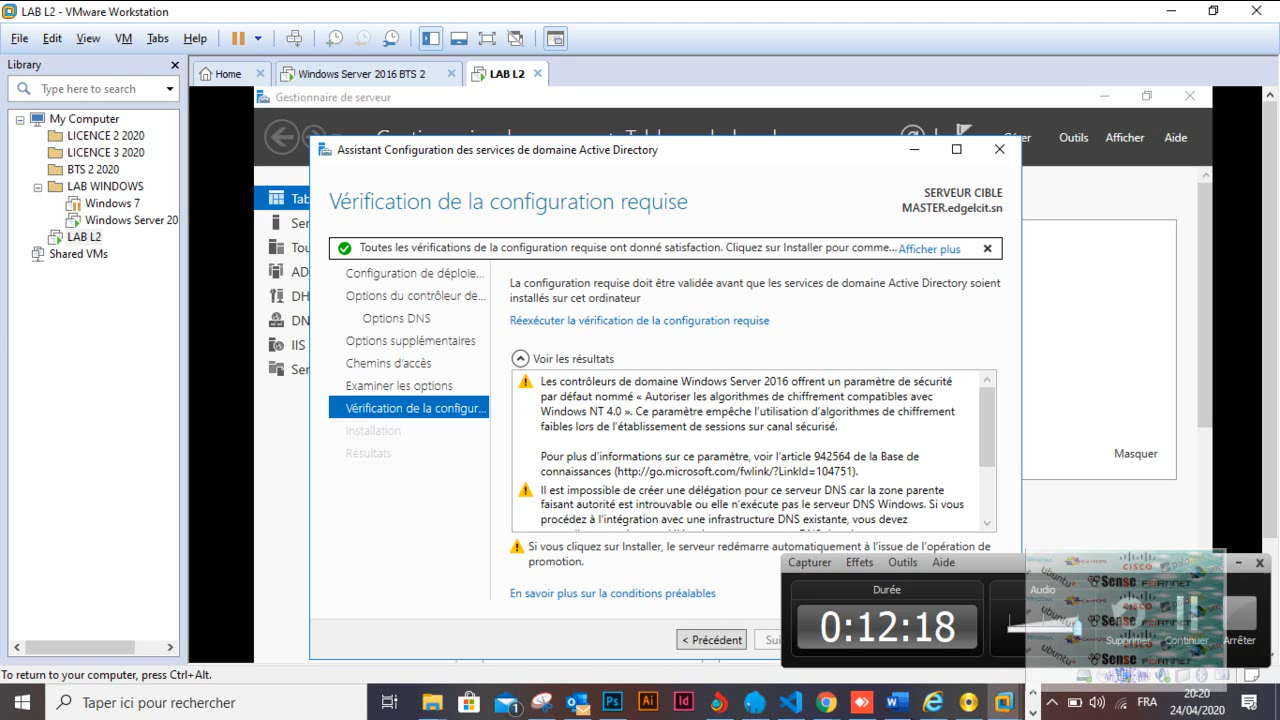 LAB L2 - VMware Workstation
File Edit View VM Tabs Help
Library
Type here to search
Home
Windows Server 2016 BTS 2
LAB L2
My Computer
LICENCE 2 2020
LICENCE 3 2020
BTS 2 2020
LAB WINDOWS
Windows 7
Windows Server 20
LAB L2
Shared VMs
Gestionnaire de serveur
Outils Afficher Aide
Tab
Ser
Tou
AD
DH
DN
IIS
Ser
Masquer
Assistant Configuration des services de domaine Active Directory
Vérification de la configuration requise
SERVEUR CIBLE
MASTER.edgelcit.sn
Toutes les vérifications de la configuration requise ont donné satisfaction. Cliquez sur Installer pour comme... Afficher plus
Configuration de déploie...
Options du contrôleur de...
Options DNS
Options supplémentaires
Chemins d’accès
Examiner les options
Vérification de la configur...
Installation
Résultats
La configuration requise doit être validée avant que les services de domaine Active Directory soient
installés sur cet ordinateur
Réexécuter la vérification de la configuration requise
Voir les résultats
Les contrôleurs de domaine Windows Server 2016 offrent un paramètre de sécurité
par défaut nommé « Autoriser les algorithmes de chiffrement compatibles avec
Windows NT 4.0 ». Ce paramètre empêche l’utilisation d’algorithmes de chiffrement
faibles lors de l’établissement de sessions sur canal sécurisé.
Pour plus d’informations sur ce paramètre, voir l’article 942564 de la Base de
connaissances (http://go.microsoft.com/fwlink/?LinkId=104751).
Il est impossible de créer une délégation pour ce serveur DNS car la zone parente
faisant autorité est introuvable ou elle n’exécute pas le serveur DNS Windows. Si vous
procédez à l’intégration avec une infrastructure DNS existante, vous devez
Si vous cliquez sur Installer, le serveur redémarre automatiquement à l’issue de l’opération de
promotion.
En savoir plus sur la conditions préalables
< Précédent
Sui
Capturer Effets Outils Aide
Durée
0:12:18
Audio
Supprimer Continuer Arrêter
ubuntu
CISCO
Sense
FORTINET
To return to your computer, press Ctrl+Alt.
Taper ici pour rechercher
1
FRA
20:20
24/04/2020